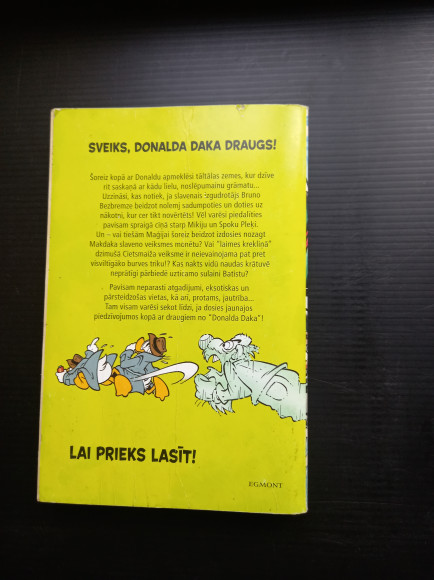 SVEIKS, DONALDA DAKA DRAUGS!
Šoreiz kopā ar Donaldu apmeklēsi tāltālas zemes, kur dzīve
rit saskaņā ar kādu lielu, noslēpumainu grāmatu...
Uzzināsi, kas notiek, ja slavenais izgudrotājs Bruno
Bezbremze beidzot nolemj sadumpoties un doties uz
nākotni, kur cer tikt novērtēts! Vēl varēsi piedalīties
pavisam spraigā cīņā starp Mikiju un Spoku Pleķi.
Un – vai tiešām Maģijai šoreiz beidzot izdosies nozagt
Makdaka slaveno veiksmes monētu? Vai "laimes krekliņā"
dzimušā Cietsmaiža veiksme ir neievainojama pat pret
visviltīgāko burves triku!? Kas nakts vidū naudas krātuvē
neprātīgi pārbiedē uzticamo sulaini Batistu?
Pavisam neparasti atgadījumi, eksotiskas un
pārsteidzošas vietas, kā arī, protams, jautrība...
Tam visam varēsi sekot līdzi, ja dosies jaunajos
piedzīvojumos kopā ar draugiem no "Donalda Daka"!
LAI PRIEKS LASĪT!
EGMONT